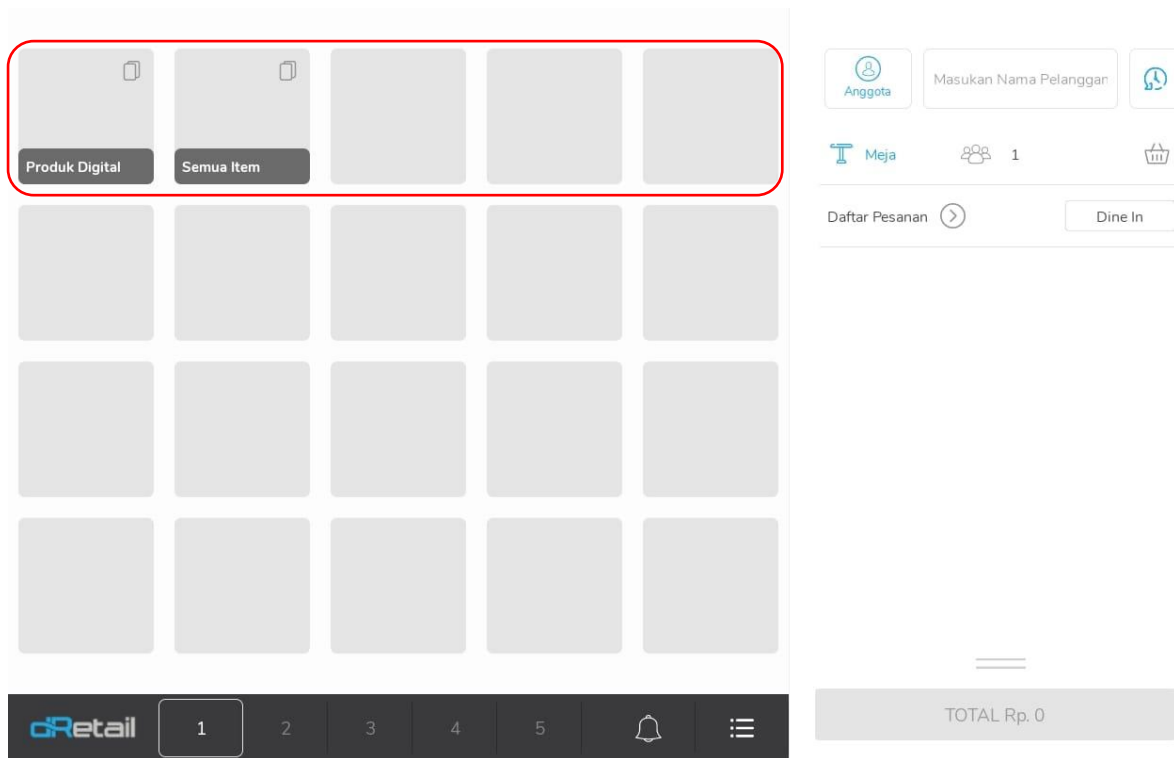 Produk Digital
Semua Item
dRetail
1
2
3
4
5
Anggota
Masukan Nama Pelanggan
Meja
1
Daftar Pesanan
Dine In
TOTAL Rp. 0